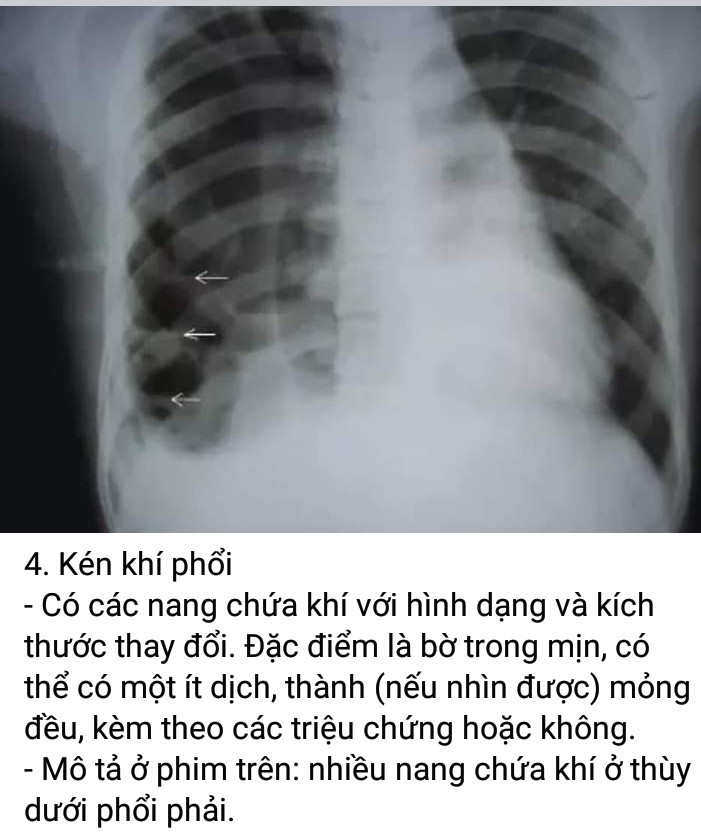 4. Kén khí phổi
- Có các nang chứa khí với hình dạng và kích
thước thay đổi. Đặc điểm là bờ trong mịn, có
thể có một ít dịch, thành (nếu nhìn được) mỏng
đều, kèm theo các triệu chứng hoặc không.
- Mô tả ở phim trên: nhiều nang chứa khí ở thùy
dưới phổi phải.